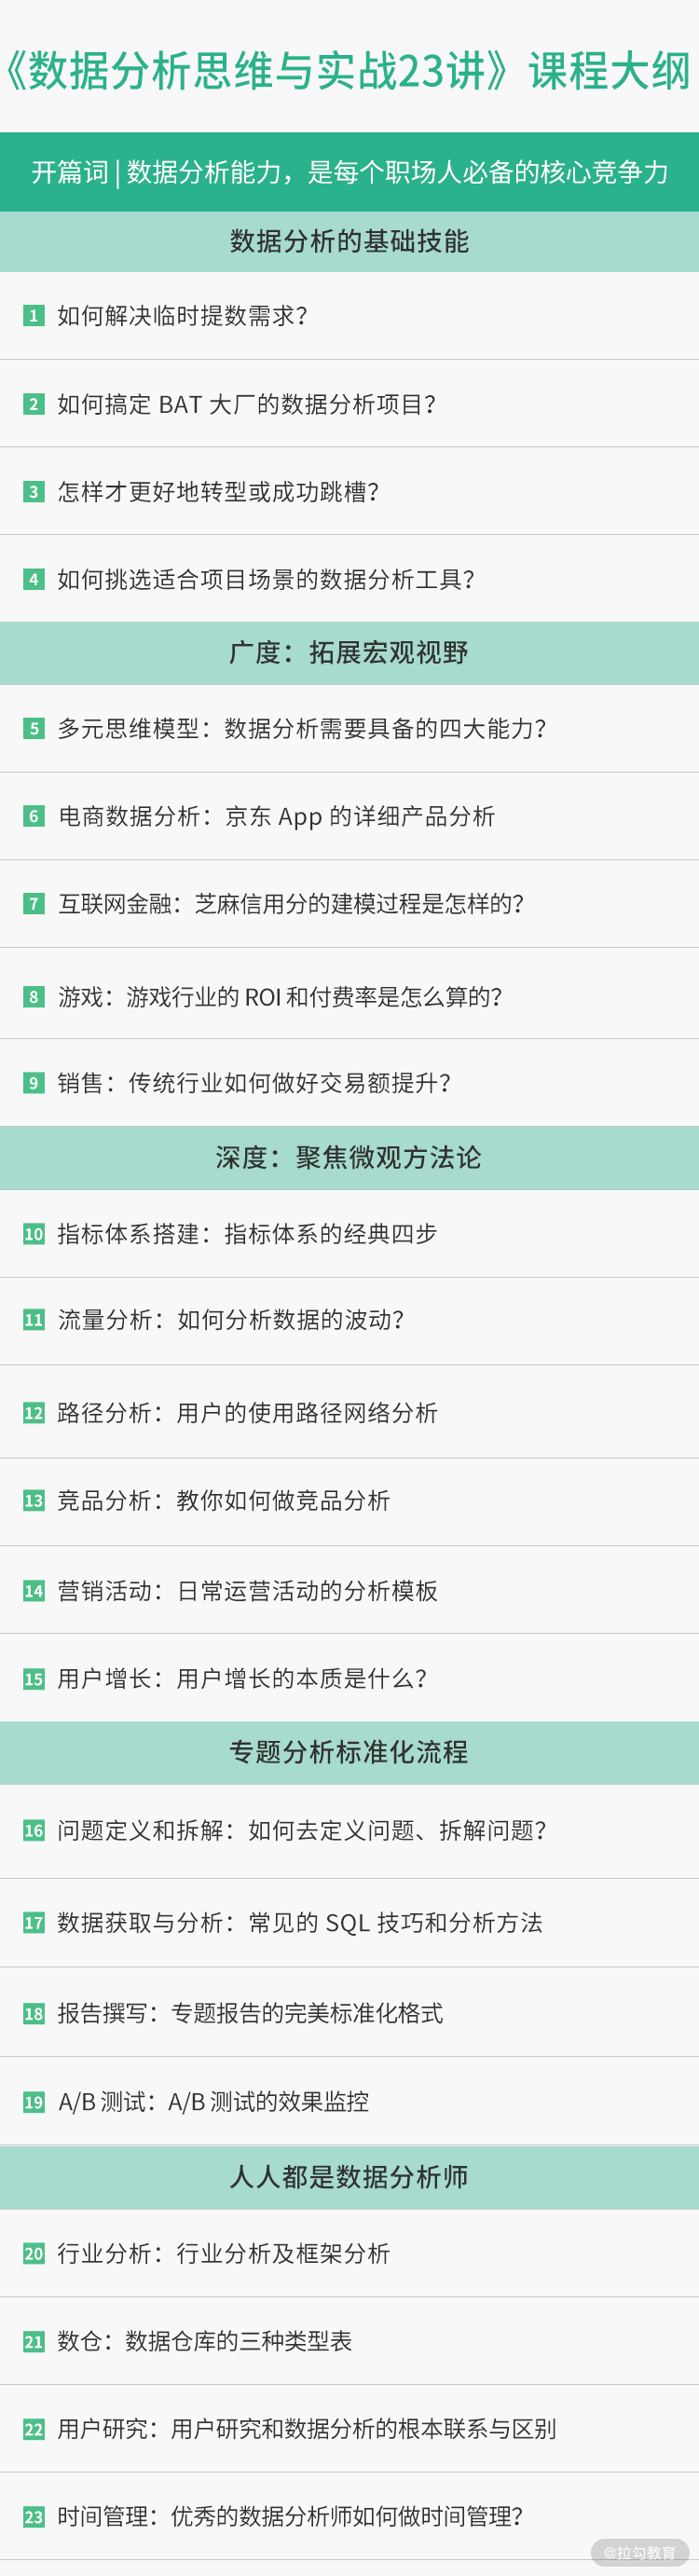 《数据分析思维与实战23讲》课程大纲
开篇词 | 数据分析能力，是每个职场人必备的核心竞争力
数据分析的基础技能
1 如何解决临时提数需求？
2 如何搞定 BAT 大厂的数据分析项目？
3 怎样才更好地转型或成功跳槽？
4 如何挑选适合项目场景的数据分析工具？
广度：拓展宏观视野
5 多元思维模型：数据分析需要具备的四大能力？
6 电商数据分析：京东 App 的详细产品分析
7 互联网金融：芝麻信用分的建模过程是怎样的？
8 游戏：游戏行业的 ROI 和付费率是怎么算的？
9 销售：传统行业如何做好交易额提升？
深度：聚焦微观方法论
10 指标体系搭建：指标体系的经典四步
11 流量分析：如何分析数据的波动？
12 路径分析：用户的使用路径网络分析
13 竞品分析：教你如何做竞品分析
14 营销活动：日常运营活动的分析模板
15 用户增长：用户增长的本质是什么？
专题分析标准化流程
16 问题定义和拆解：如何去定义问题、拆解问题？
17 数据获取与分析：常见的 SQL 技巧和分析方法
18 报告撰写：专题报告的完美标准化格式
19 A/B 测试：A/B 测试的效果监控
人人都是数据分析师
20 行业分析：行业分析及框架分析
21 数仓：数据仓库的三种类型表
22 用户研究：用户研究和数据分析的根本联系与区别
23 时间管理：优秀的数据分析师如何做时间管理？
@拉勾教育